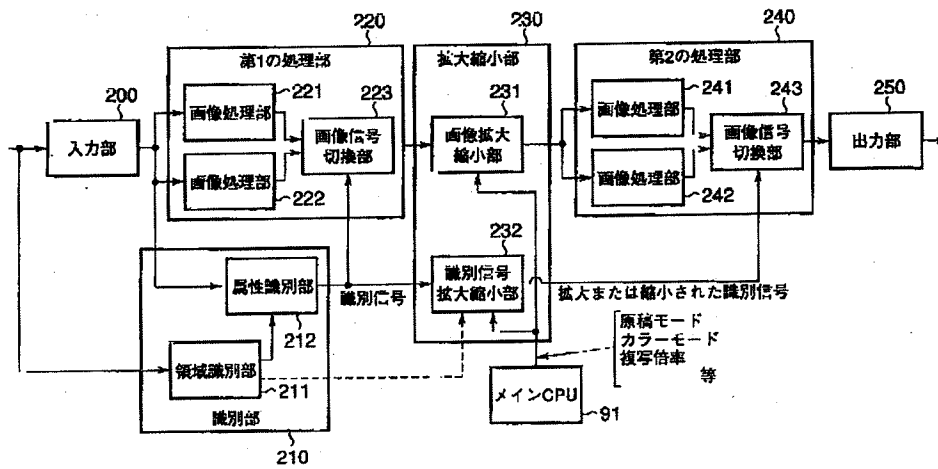 220
第1の処理部
221
画像処理部
223
画像信号
切換部
画像処理部
222
200
入力部
230
拡大縮小部
231
画像拡大
縮小部
232
識別信号
拡大縮小部
240
第2の処理部
241
画像処理部
243
画像信号
切換部
画像処理部
242
250
出力部
属性識別部
212
識別信号
領域識別部
211
識別部
210
拡大または縮小された識別信号
原稿モード
カラーモード
複写倍率
等
メインCPU
91